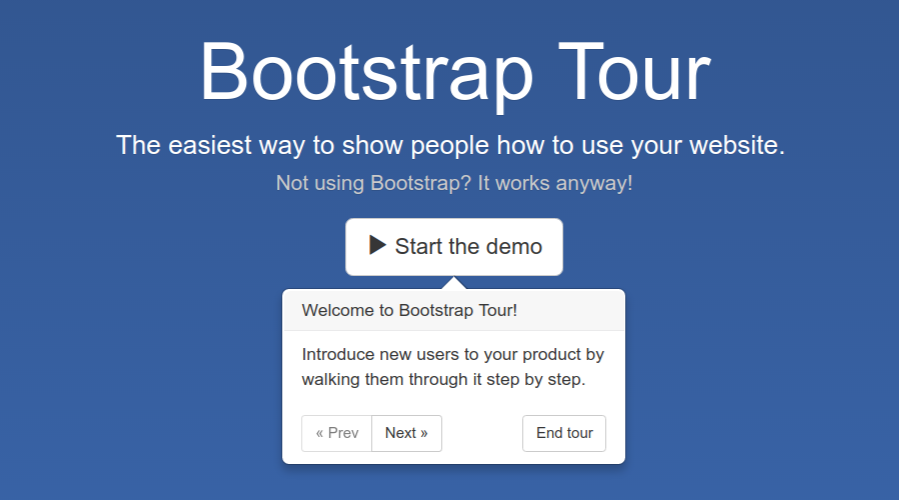 Bootstrap Tour
The easiest way to show people how to use your website.
Not using Bootstrap? It works anyway!
Start the demo
Welcome to Bootstrap Tour!
Introduce new users to your product by
walking them through it step by step.
« Prev Next » End tour